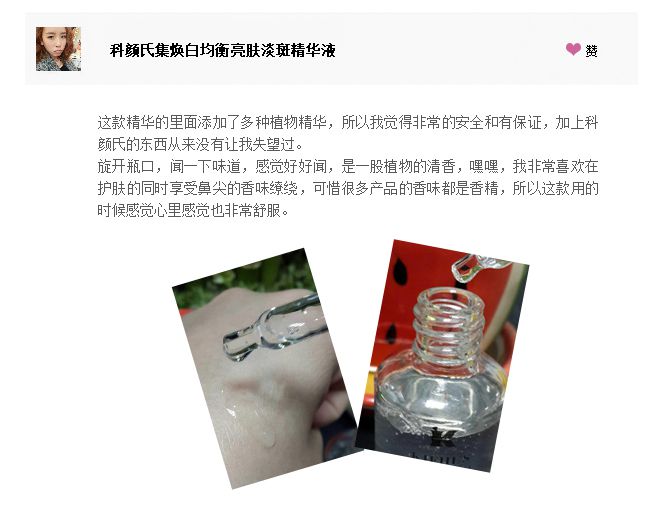 科颜氏集焕白均衡亮肤淡斑精华液
赞
这款精华的里面添加了多种植物精华，所以我觉得非常的安全和有保证，加上科
颜氏的东西从来没有让我失望过。
旋开瓶口，闻一下味道，感觉好好闻，是一股植物的清香，嘿嘿，我非常喜欢在
护肤的同时享受鼻尖的香味缭绕，可惜很多产品的香味都是香精，所以这款用的
时候感觉心里感觉也非常舒服。
K